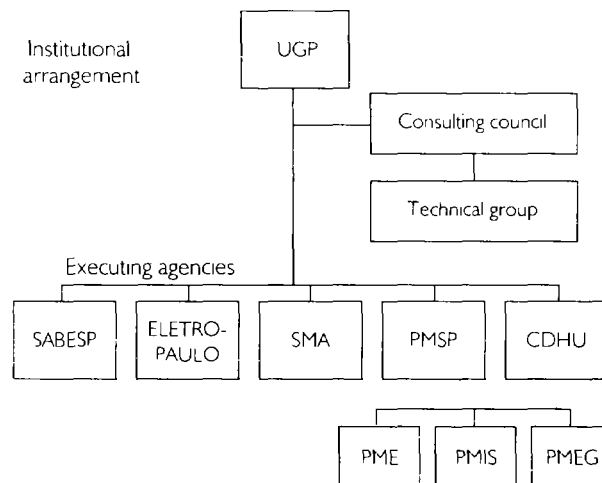 Institutional
arrangement
UGP
Consulting council
Technical group
Executing agencies
SABESP
ELETRO-
PAULO
SMA
PMSP
CDHU
PME
PMIS
PMEG